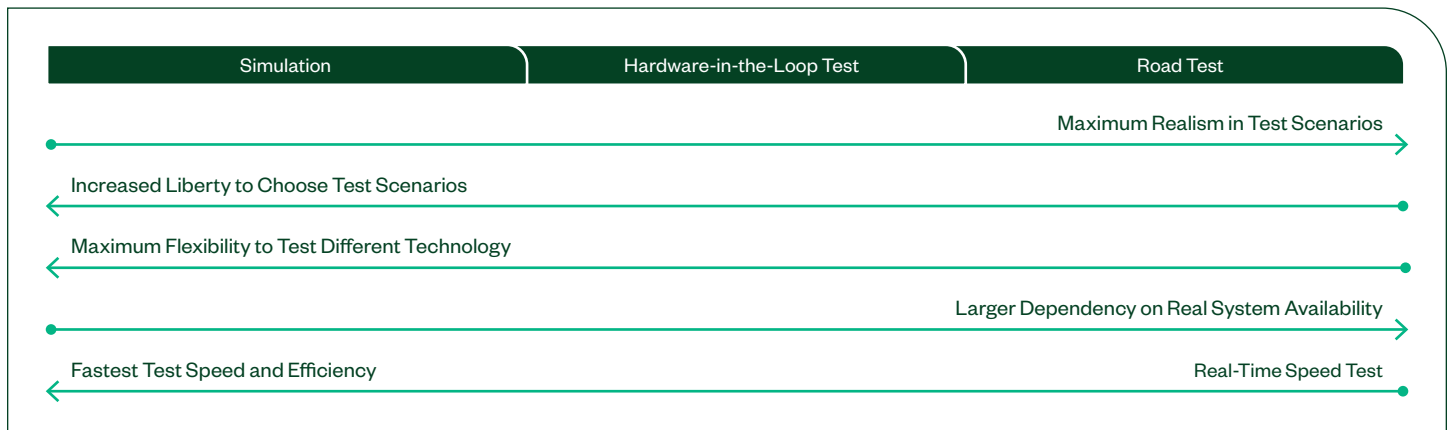 Simulation
Hardware-in-the-Loop Test
Road Test
Maximum Realism in Test Scenarios
Increased Liberty to Choose Test Scenarios
Maximum Flexibility to Test Different Technology
Larger Dependency on Real System Availability
Fastest Test Speed and Efficiency
Real-Time Speed Test